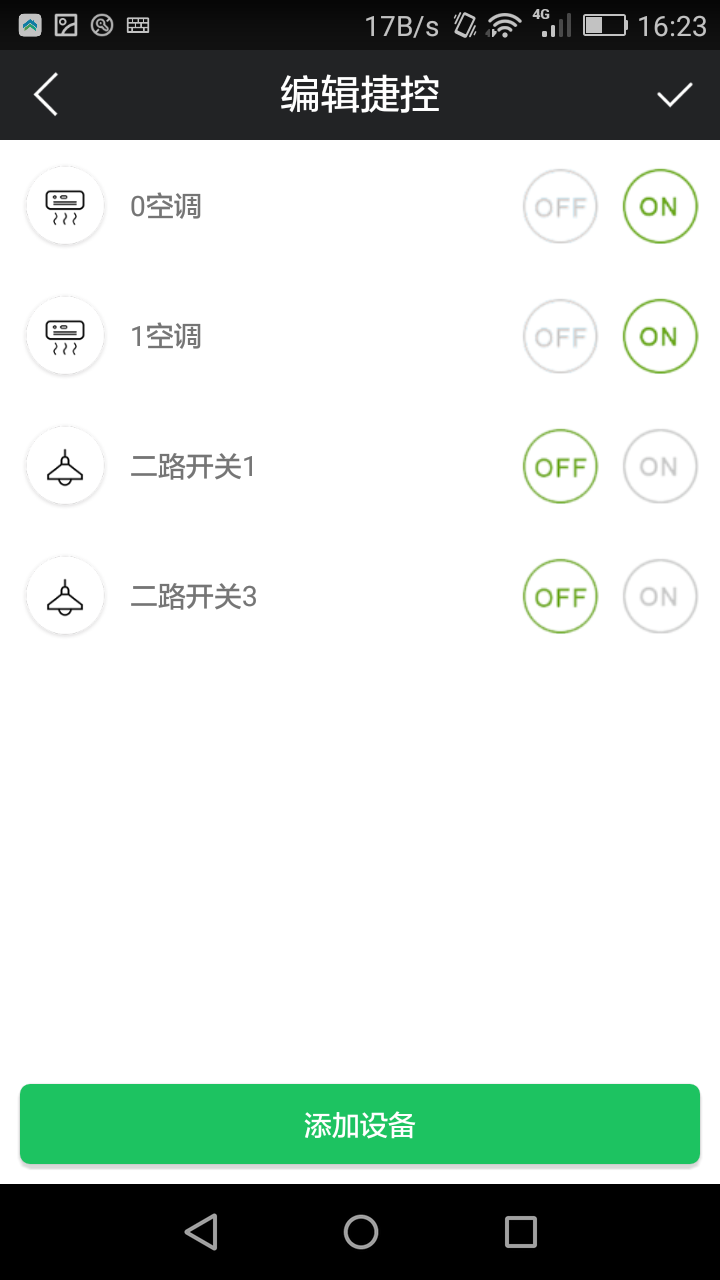 17B/s 4G 16:23
编辑捷控
0空调 OFF ON
1空调 OFF ON
二路开关1 OFF ON
二路开关3 OFF ON
添加设备